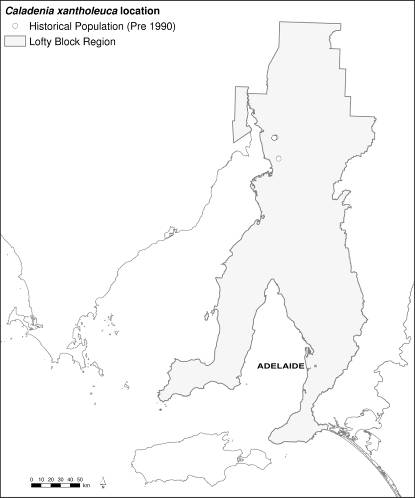 Caladenia xantholeuca location
Historical Population (Pre 1990)
Lofty Block Region
ADELAIDE
0 10 20 30 40 50
km